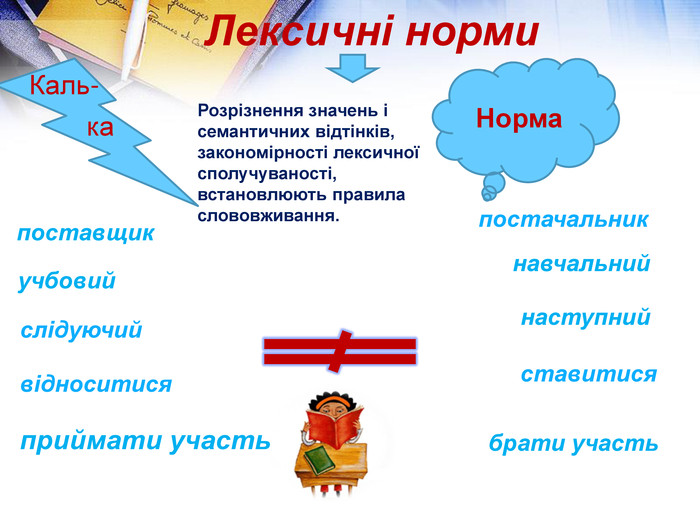 Лексичні норми
Каль-
ка
Розрізнення значень і
семантичних відтінків,
закономірності лексичної
сполучуваності,
встановлюють правила
слововживання.
Норма
поставщик
учбовий
слідуючий
відноситися
приймати участь
постачальник
навчальний
наступний
ставитися
брати участь